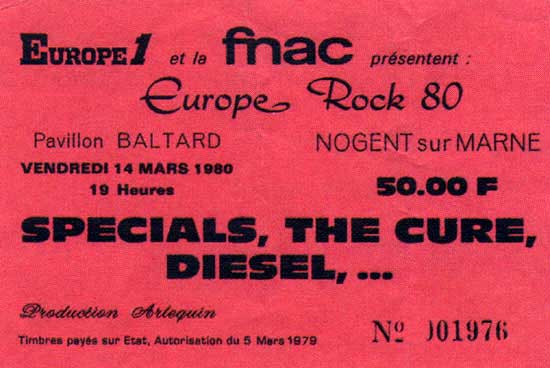 EUROPE 1 et la fnac présentent :
Europe Rock 80
Pavillon BALTARD NOGENT sur MARNE
VENDREDI 14 MARS 1980
19 Heures 50.00 F
SPECIALS, THE CURE,
DIESEL, ...
Production Arlequin
Timbres payés sur Etat, Autorisation du 5 Mars 1979 Nº 001976